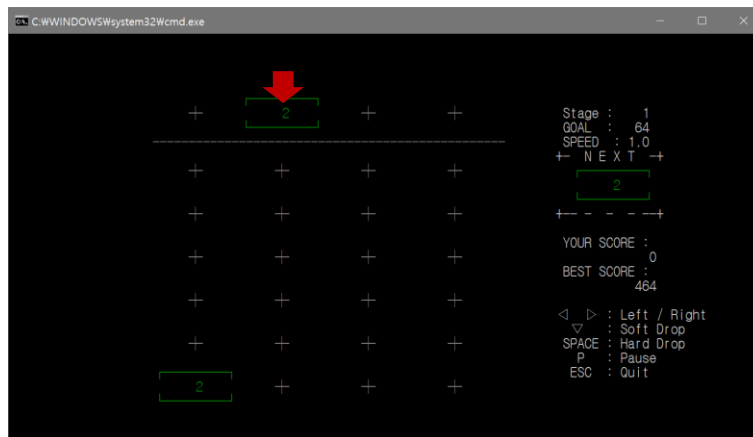 C:₩WINDOWS₩system32₩cmd.exe
2
Stage : 1
GOAL : 64
SPEED : 1.0
+- N E X T -+
2
+-- - - - --+
YOUR SCORE :
0
BEST SCORE :
464
◁ ▷ : Left / Right
▽ : Soft Drop
SPACE : Hard Drop
P : Pause
ESC : Quit
2